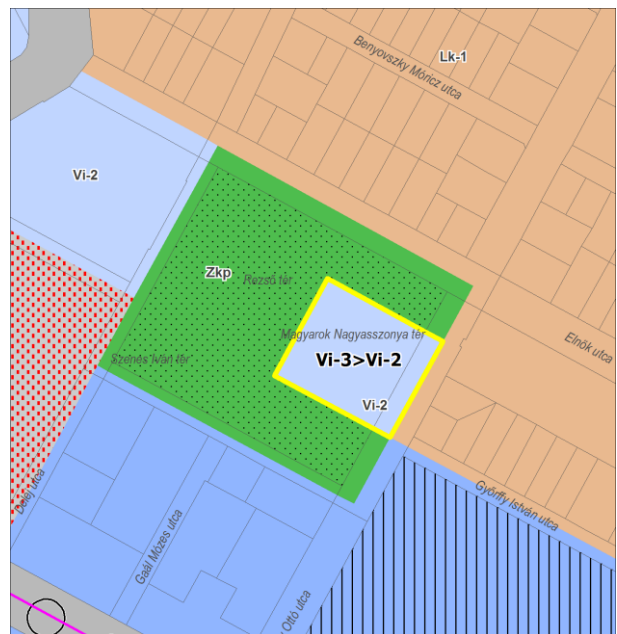 Benyovszky Móricz utca
Lk-1
Vi-2
Zkp
Rezső tér
Magyarok Nagyasszonya tér
Elnök utca
Szenes Iván tér
Vi-3>Vi-2
Vi-2
Delej utca
Gaál Mózes utca
Győrffy István utca
Ottó utca